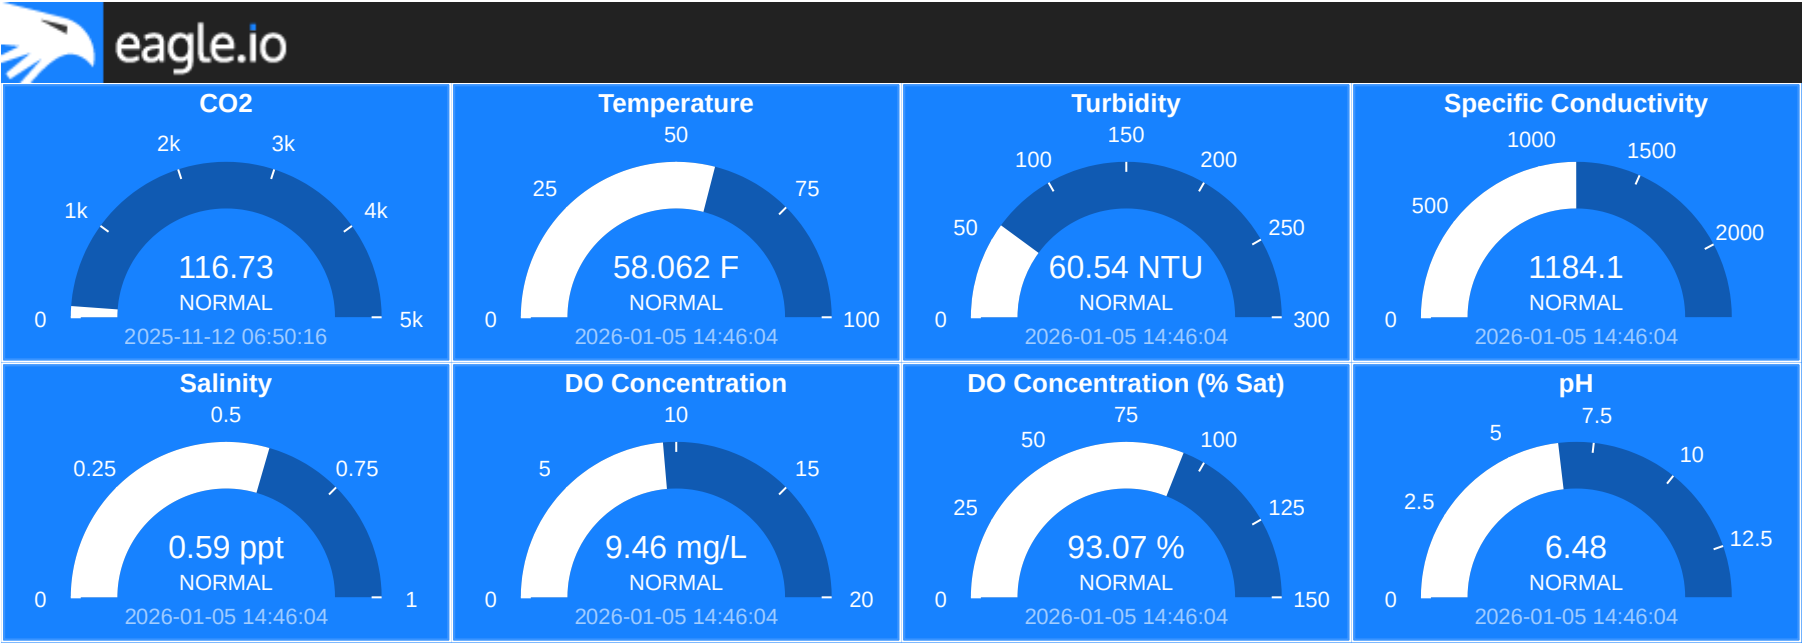 eagle.io
CO2
0
1k
2k
3k
4k
5k
116.73
NORMAL
2025-11-12 06:50:16
Temperature
0
25
50
75
100
58.062 F
NORMAL
2026-01-05 14:46:04
Turbidity
0
50
100
150
200
250
300
60.54 NTU
NORMAL
2026-01-05 14:46:04
Specific Conductivity
0
500
1000
1500
2000
1184.1
NORMAL
2026-01-05 14:46:04
Salinity
0
0.25
0.5
0.75
1
0.59 ppt
NORMAL
2026-01-05 14:46:04
DO Concentration
0
5
10
15
20
9.46 mg/L
NORMAL
2026-01-05 14:46:04
DO Concentration (% Sat)
0
25
50
75
100
125
150
93.07 %
NORMAL
2026-01-05 14:46:04
pH
0
2.5
5
7.5
10
12.5
6.48
NORMAL
2026-01-05 14:46:04